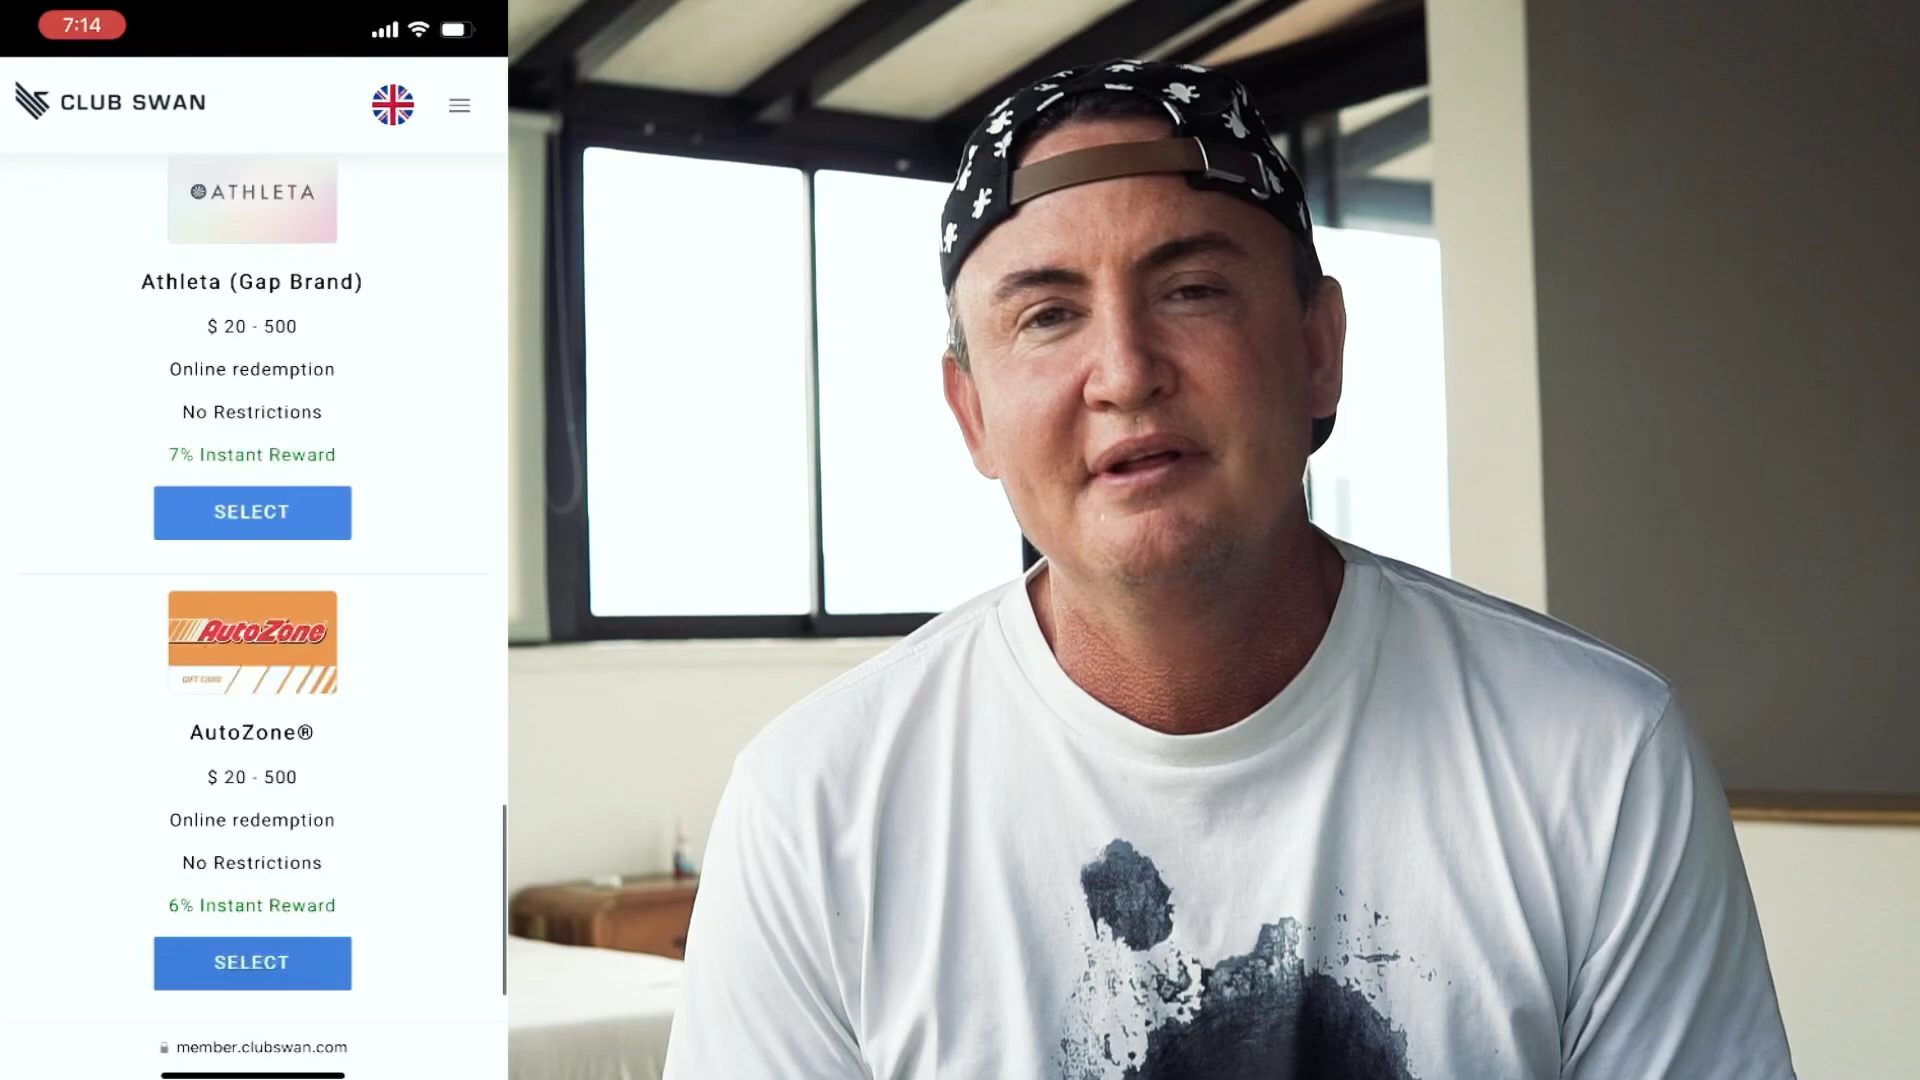 7:14
CLUB SWAN
ATHLETA
Athleta (Gap Brand)
$ 20 - 500
Online redemption
No Restrictions
7% Instant Reward
SELECT
AutoZone
GIFT CARD
AutoZone®
$ 20 - 500
Online redemption
No Restrictions
6% Instant Reward
SELECT
member.clubswan.com